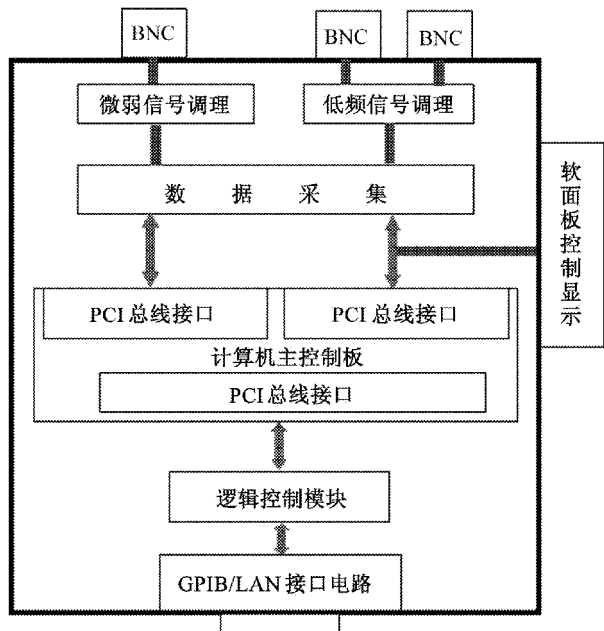 BNC
BNC
BNC
微弱信号调理
低频信号调理
数据采集
软面板控制显示
PCI 总线接口
PCI 总线接口
计算机主控制板
PCI 总线接口
逻辑控制模块
GPIB/LAN 接口电路